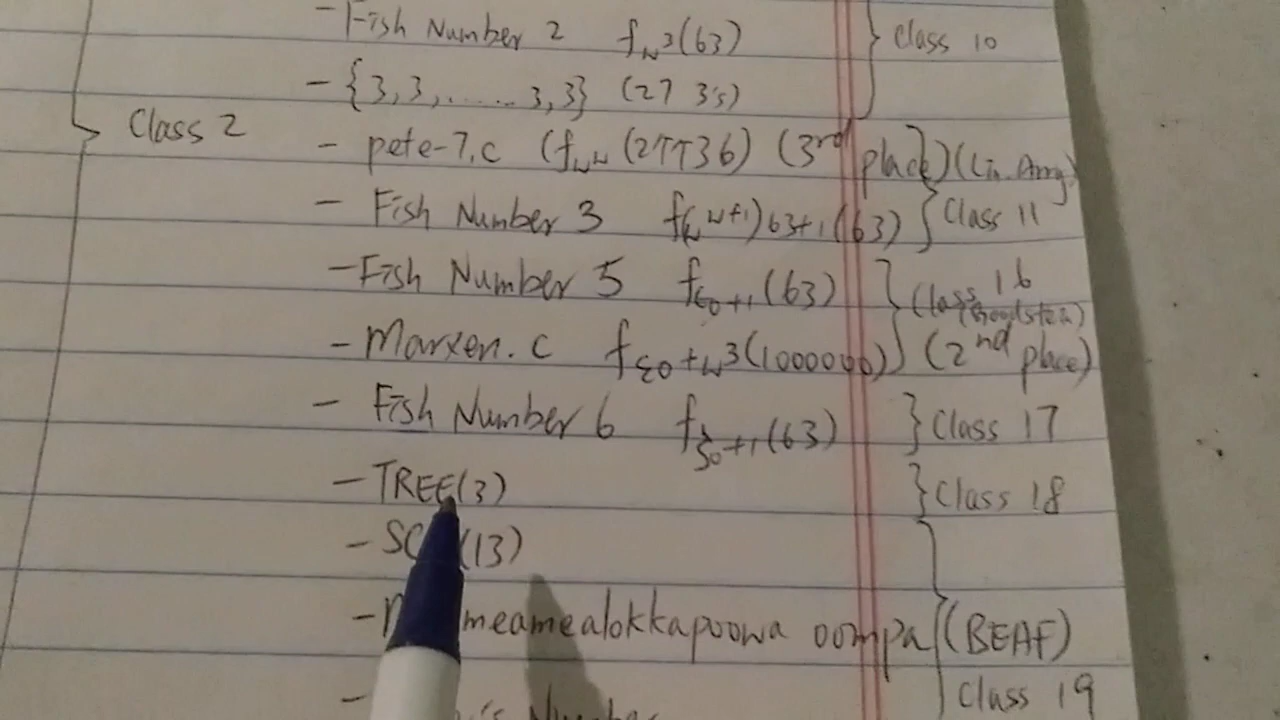 - Fish Number 2 f_ω^3(63) } Class 10
- {3,3,......3,3} (27 3's)
Class 2
- pete-7.c (f_ω^ω (2↑↑36) (3rd place)(Lin. Array)
- Fish Number 3 f(ω^ω+1)63+1(63) } Class 11
- Fish Number 5 f_ε0+1(63) } Class 16
(Goodstein)
- Marxen.c f_ε0+ω^3(1000000) (2nd place)
- Fish Number 6 f_ζ0+1(63) } Class 17
- TREE(3) } Class 18
- (13)
- meamealokkapoowa oompa (BEAF)
Class 19
- Number